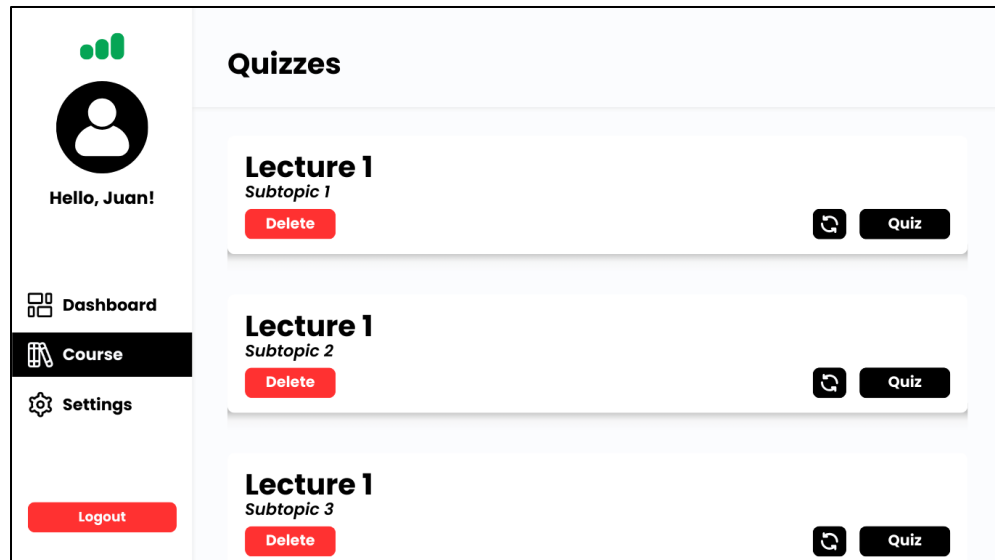 Quizzes
Hello, Juan!
Dashboard
Course
Settings
Logout
Lecture 1
Subtopic 1
Delete
Quiz
Lecture 1
Subtopic 2
Delete
Quiz
Lecture 1
Subtopic 3
Delete
Quiz